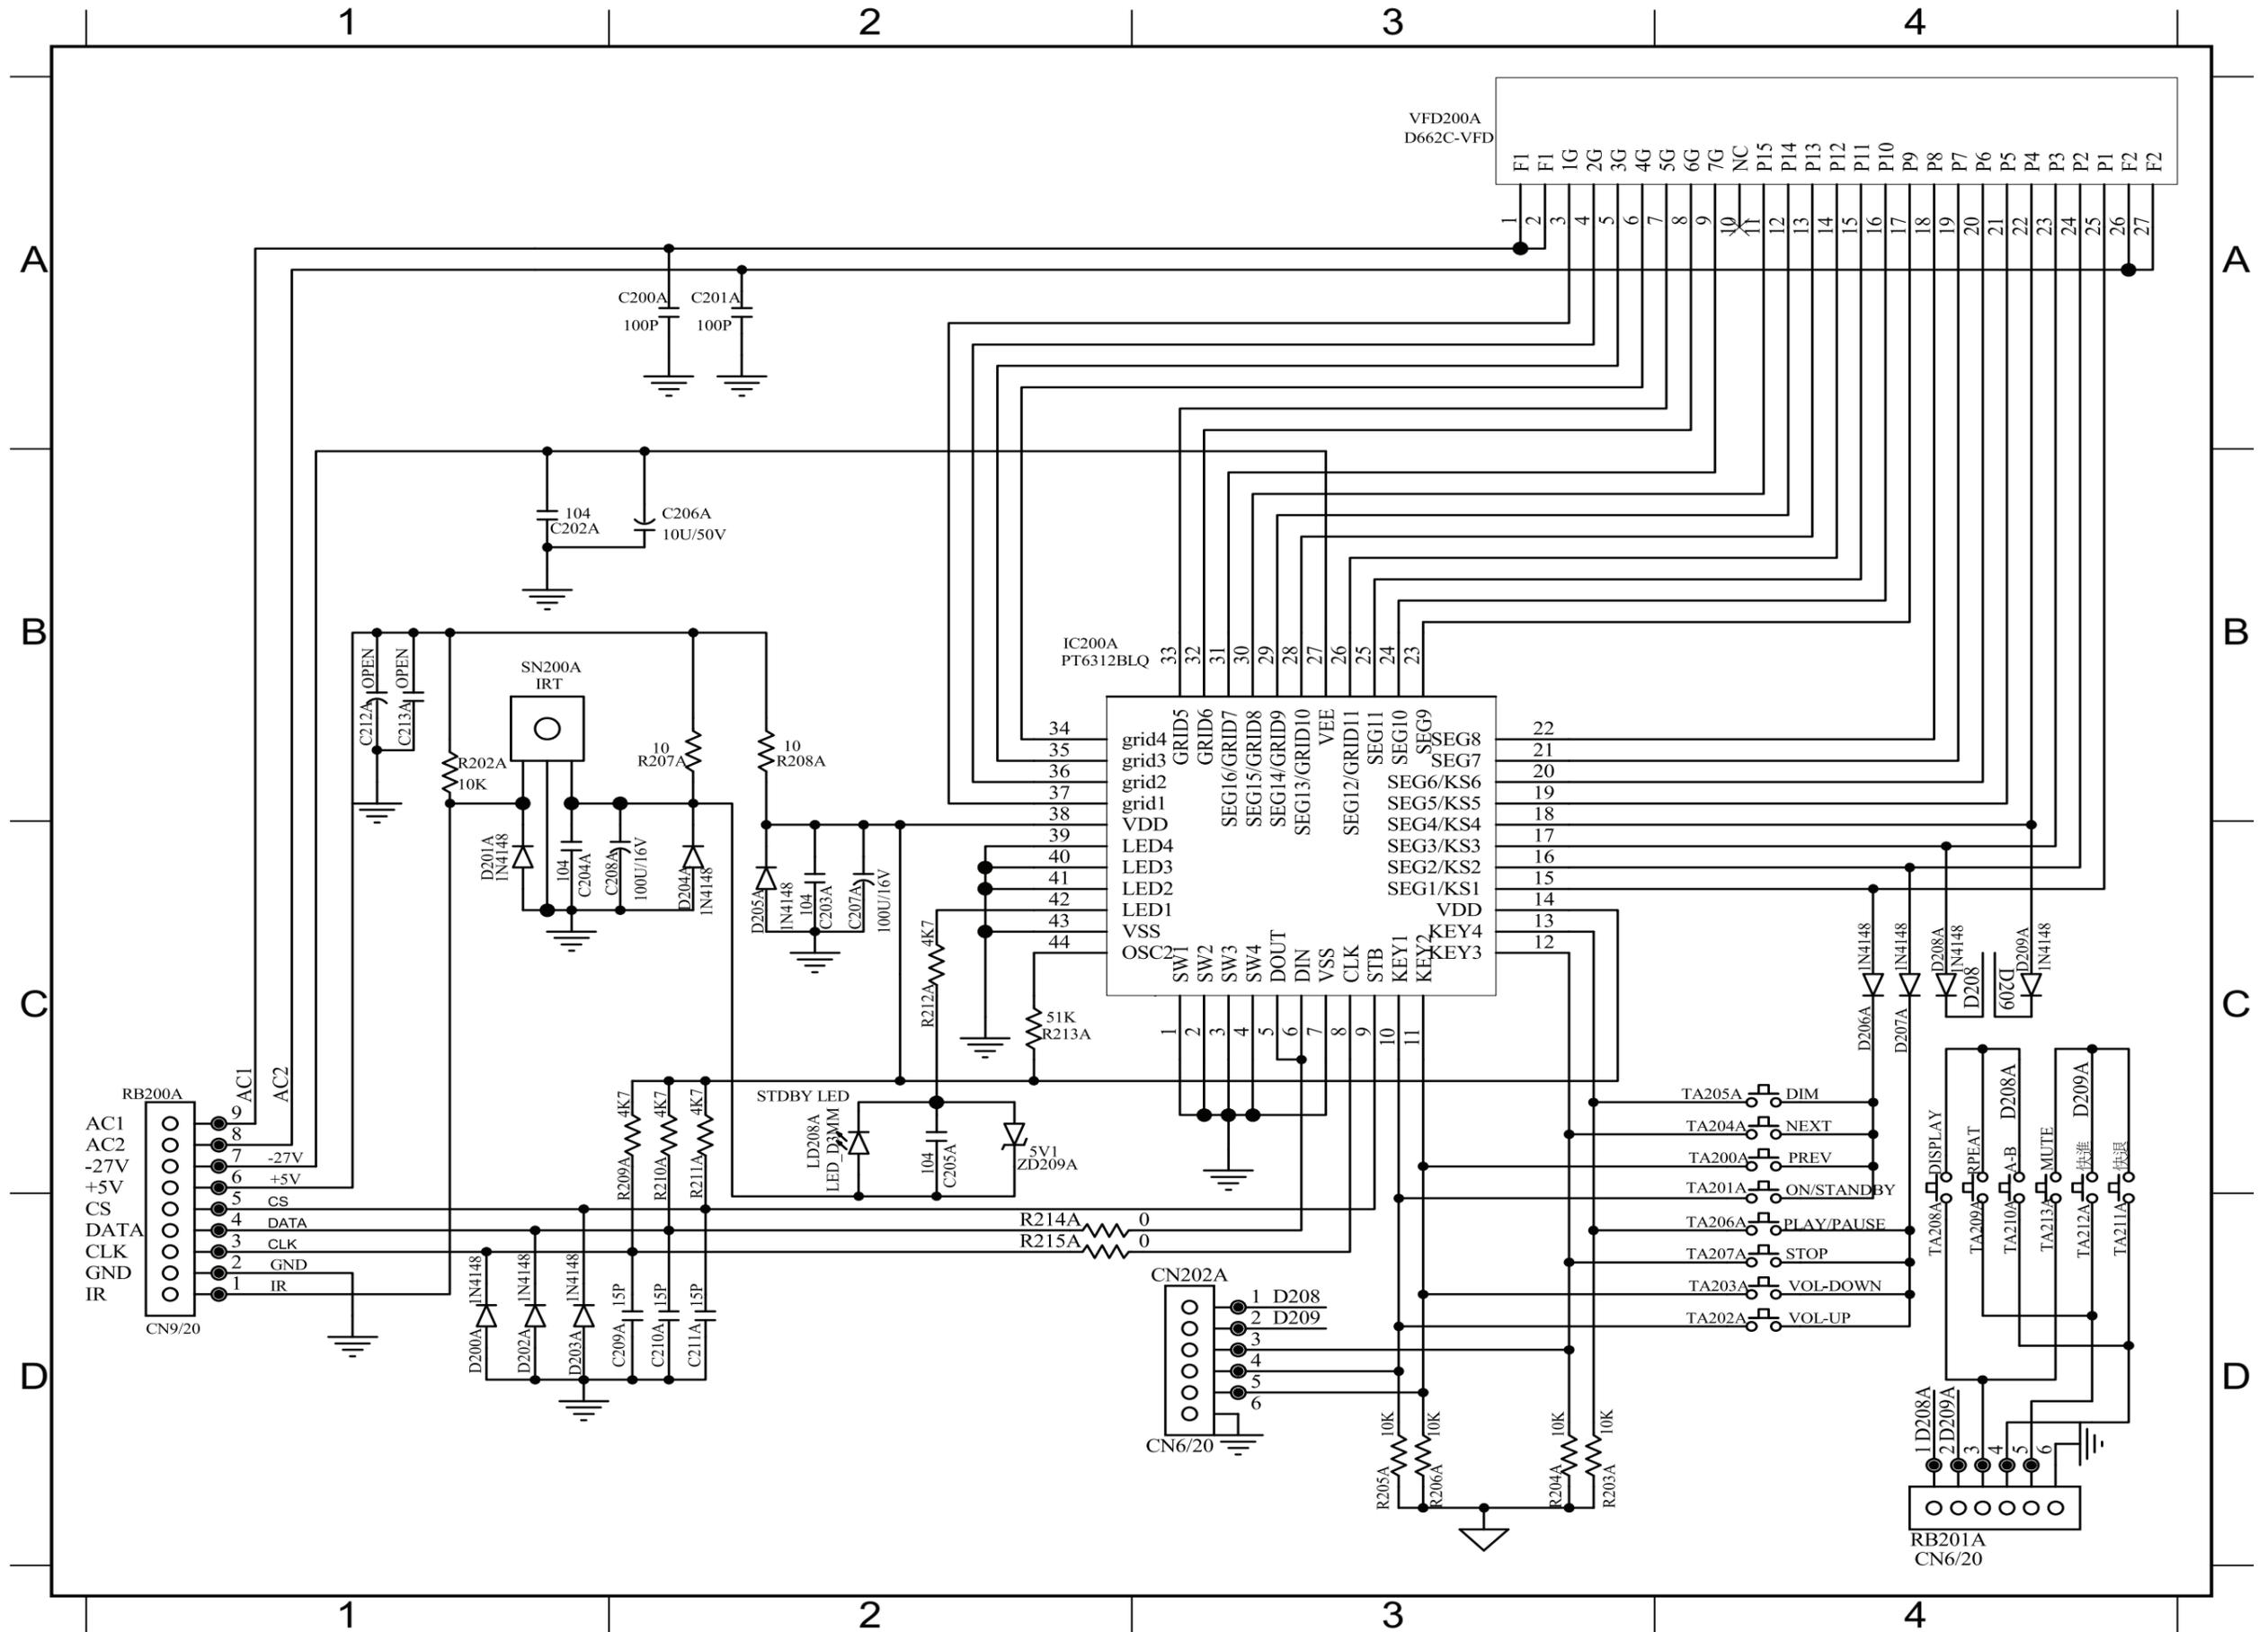 1 2 3 4
VFD200A
D662C-VFD
F1 F1 1G 2G 3G 4G 5G 6G 7G NC P15 P14 P13 P12 P11 P10 P9 P8 P7 P6 P5 P4 P3 P2 P1 F2 F2
1 2 3 4 5 6 7 8 9 10 11 12 13 14 15 16 17 18 19 20 21 22 23 24 25 26 27
A A
C200A C201A
100P 100P
104 C206A
C202A 10U/50V
B B
OPEN OPEN
C212A C213A
SN200A
IRT
R202A
10K
10 10
R207A R208A
IC200A
PT6312BLQ
33 32 31 30 29 28 27 26 25 24 23
GRID5 GRID6 SEG16/GRID7 SEG15/GRID8 SEG14/GRID9 SEG13/GRID10 VEE SEG12/GRID11 SEG11 SEG10 SEG9
34 grid4 SEG8 22
35 grid3 SEG7 21
36 grid2 SEG6/KS6 20
37 grid1 SEG5/KS5 19
38 VDD SEG4/KS4 18
39 LED4 SEG3/KS3 17
40 LED3 SEG2/KS2 16
41 LED2 SEG1/KS1 15
42 LED1 VDD 14
43 VSS KEY4 13
44 OSC2 KEY3 12
SW1 SW2 SW3 SW4 DOUT DIN VSS CLK STB KEY1 KEY2
1 2 3 4 5 6 7 8 9 10 11
D201A 1N4148
104 C204A
C208A 100U/16V
D204A 1N4148
D205A 1N4148
104 C203A
C207A 100U/16V
4K7
R212A
51K
R213A
1N4148 1N4148 D208A 1N4148 D209A 1N4148
D206A D207A D208 D209
C C
RB200A
AC1 AC2
AC1 9
AC2 8
-27V 7 -27V
+5V 6 +5V
CS 5 CS
DATA 4 DATA
CLK 3 CLK
GND 2 GND
IR 1 IR
CN9/20
4K7 4K7 4K7
R209A R210A R211A
STDBY LED
LD208A
LED_D3MM
104 C205A
5V1
ZD209A
R214A 0
R215A 0
1N4148 1N4148 1N4148 15P 15P 15P
D200A D202A D203A C209A C210A C211A
TA205A DIM
TA204A NEXT
TA200A PREV
TA201A ON/STANDBY
TA206A PLAY/PAUSE
TA207A STOP
TA203A VOL-DOWN
TA202A VOL-UP
D208A D209A
DISPLAY RPEAT A-B MUTE 快進 快退
TA208A TA209A TA210A TA213A TA212A TA211A
CN202A
1 D208
2 D209
3
4
5
6
CN6/20
D D
10K 10K 10K 10K
R205A R206A R204A R203A
1 D208A 2 D209A 3 4 5 6
RB201A
CN6/20
1 2 3 4